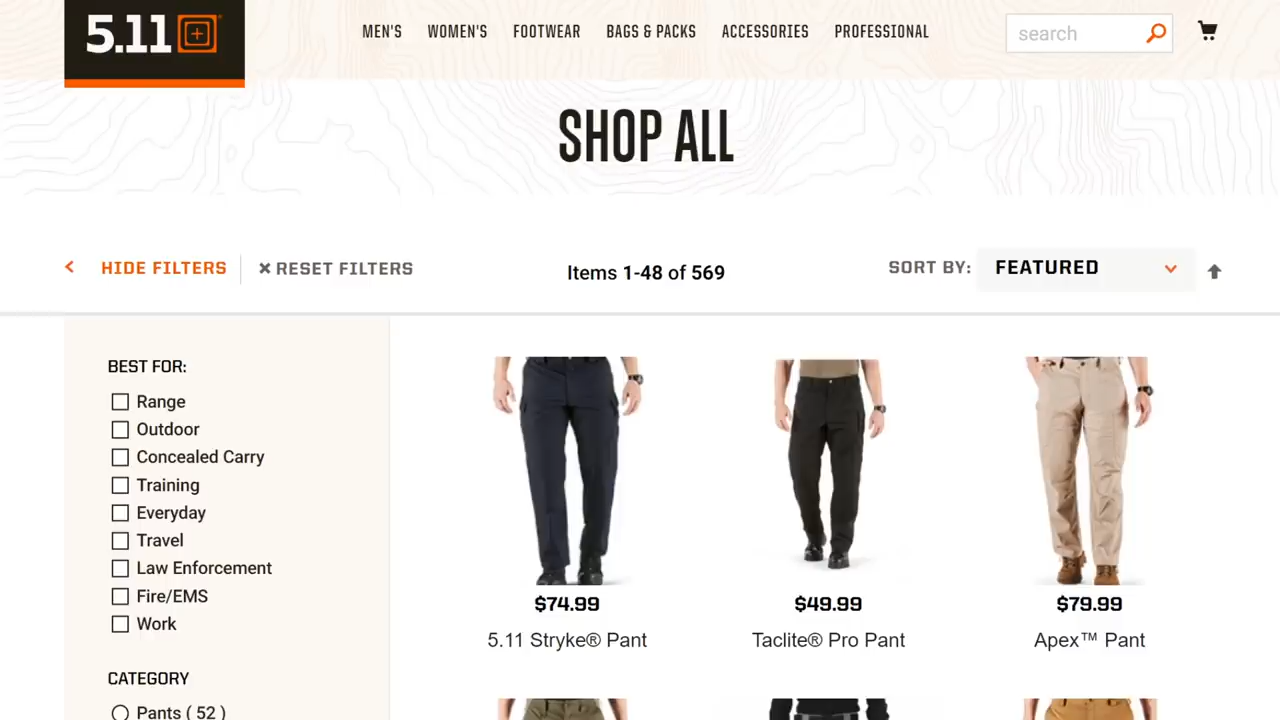 5.11
MEN'S WOMEN'S FOOTWEAR BAGS & PACKS ACCESSORIES PROFESSIONAL
search
SHOP ALL
HIDE FILTERS
RESET FILTERS
Items 1-48 of 569
SORT BY: FEATURED
BEST FOR:
Range
Outdoor
Concealed Carry
Training
Everyday
Travel
Law Enforcement
Fire/EMS
Work
CATEGORY
Pants ( 52 )
$74.99
5.11 Stryke® Pant
$49.99
Taclite® Pro Pant
$79.99
Apex™ Pant